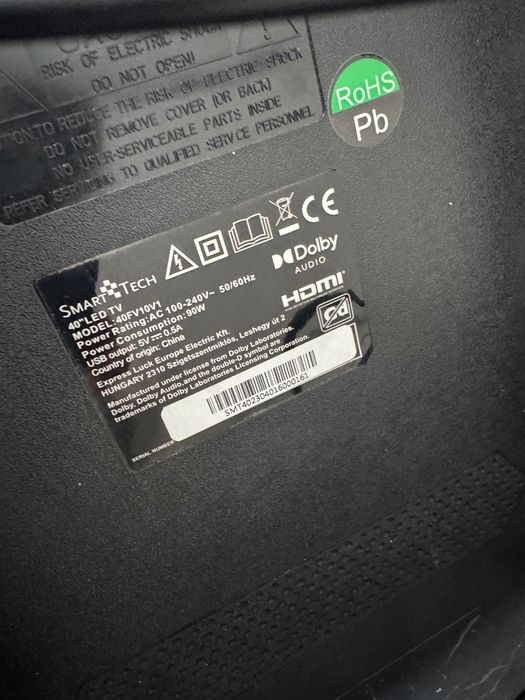 RISK OF ELECTRIC SHOCK
DO NOT OPEN!
TO REDUCE THE RISK OF ELECTRIC SHOCK
DO NOT REMOVE COVER (OR BACK)
NO USER-SERVICEABLE PARTS INSIDE
REFER SERVICING TO QUALIFIED SERVICE PERSONNEL
RoHS
Pb
SMART TECH
40"LED TV
MODEL:40FV10V1
Power Rating:AC 100-240V~ 50/60Hz
Power Consumption:90W
USB output: 5V⎓0.5A
Country of origin: China
CE
Dolby
AUDIO
HDMI
Express Luck Europe Electric Kft.
HUNGARY 2310 Szigetszentmiklós, Leshegy út 2
Manufactured under license from Dolby Laboratories.
Dolby, Dolby Audio and the double-D symbol are
trademarks of Dolby Laboratories Licensing Corporation.
SMT402304016000161
SERIAL NUMBER